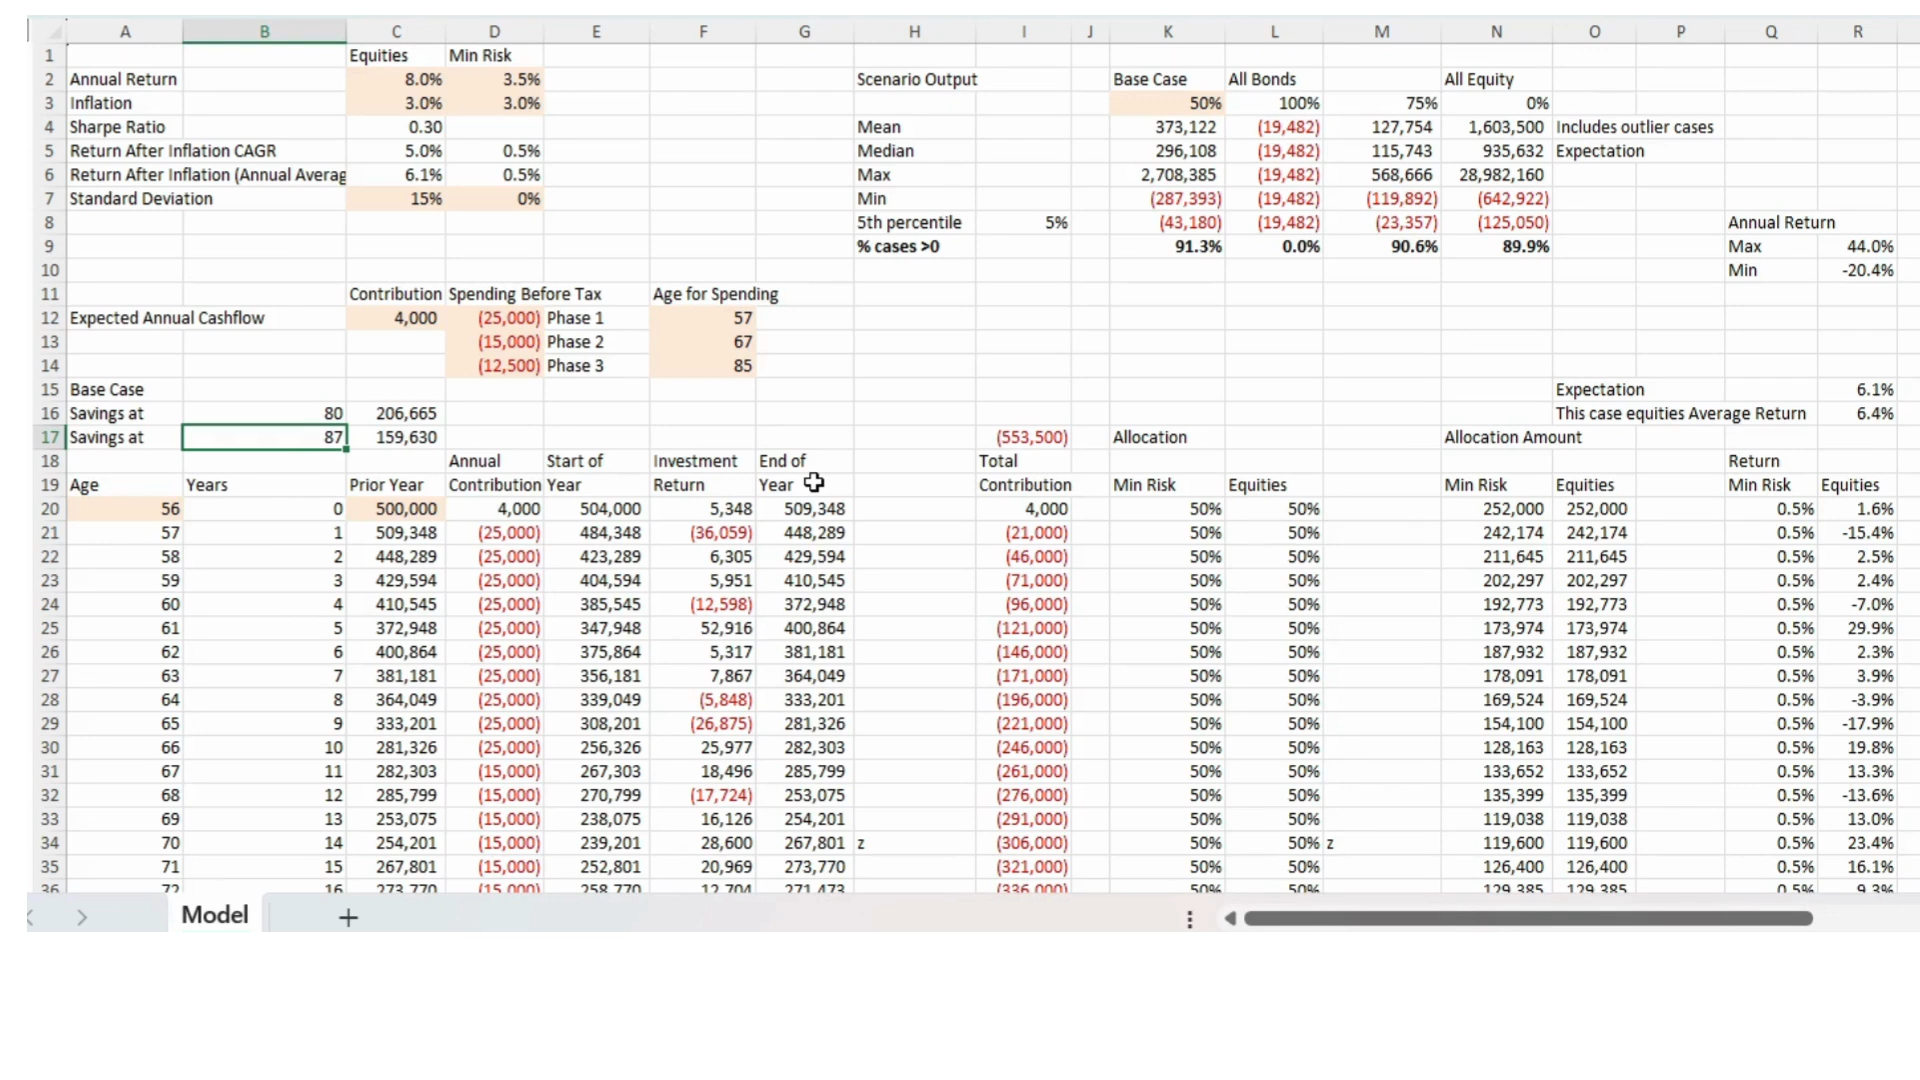 A B C D E F G H I J K L M N O P Q R
1 Equities Min Risk
2 Annual Return 8.0% 3.5% Scenario Output Base Case All Bonds All Equity
3 Inflation 3.0% 3.0% 50% 100% 75% 0%
4 Sharpe Ratio 0.30 Mean 373,122 (19,482) 127,754 1,603,500 Includes outlier cases
5 Return After Inflation CAGR 5.0% 0.5% Median 296,108 (19,482) 115,743 935,632 Expectation
6 Return After Inflation (Annual Averag 6.1% 0.5% Max 2,708,385 (19,482) 568,666 28,982,160
7 Standard Deviation 15% 0% Min (287,393) (19,482) (119,892) (642,922)
8 5th percentile 5% (43,180) (19,482) (23,357) (125,050) Annual Return
9 % cases >0 91.3% 0.0% 90.6% 89.9% Max 44.0%
10 Min -20.4%
11 Contribution Spending Before Tax Age for Spending
12 Expected Annual Cashflow 4,000 (25,000) Phase 1 57
13 (15,000) Phase 2 67
14 (12,500) Phase 3 85
15 Base Case Expectation 6.1%
16 Savings at 80 206,665 This case equities Average Return 6.4%
17 Savings at 87 159,630 (553,500) Allocation Allocation Amount
18 Annual Start of Investment End of Total Return
19 Age Years Prior Year Contribution Year Return Year Contribution Min Risk Equities Min Risk Equities Min Risk Equities
20 56 0 500,000 4,000 504,000 5,348 509,348 4,000 50% 50% 252,000 252,000 0.5% 1.6%
21 57 1 509,348 (25,000) 484,348 (36,059) 448,289 (21,000) 50% 50% 242,174 242,174 0.5% -15.4%
22 58 2 448,289 (25,000) 423,289 6,305 429,594 (46,000) 50% 50% 211,645 211,645 0.5% 2.5%
23 59 3 429,594 (25,000) 404,594 5,951 410,545 (71,000) 50% 50% 202,297 202,297 0.5% 2.4%
24 60 4 410,545 (25,000) 385,545 (12,598) 372,948 (96,000) 50% 50% 192,773 192,773 0.5% -7.0%
25 61 5 372,948 (25,000) 347,948 52,916 400,864 (121,000) 50% 50% 173,974 173,974 0.5% 29.9%
26 62 6 400,864 (25,000) 375,864 5,317 381,181 (146,000) 50% 50% 187,932 187,932 0.5% 2.3%
27 63 7 381,181 (25,000) 356,181 7,867 364,049 (171,000) 50% 50% 178,091 178,091 0.5% 3.9%
28 64 8 364,049 (25,000) 339,049 (5,848) 333,201 (196,000) 50% 50% 169,524 169,524 0.5% -3.9%
29 65 9 333,201 (25,000) 308,201 (26,875) 281,326 (221,000) 50% 50% 154,100 154,100 0.5% -17.9%
30 66 10 281,326 (25,000) 256,326 25,977 282,303 (246,000) 50% 50% 128,163 128,163 0.5% 19.8%
31 67 11 282,303 (15,000) 267,303 18,496 285,799 (261,000) 50% 50% 133,652 133,652 0.5% 13.3%
32 68 12 285,799 (15,000) 270,799 (17,724) 253,075 (276,000) 50% 50% 135,399 135,399 0.5% -13.6%
33 69 13 253,075 (15,000) 238,075 16,126 254,201 (291,000) 50% 50% 119,038 119,038 0.5% 13.0%
34 70 14 254,201 (15,000) 239,201 28,600 267,801 z (306,000) 50% 50% z 119,600 119,600 0.5% 23.4%
35 71 15 267,801 (15,000) 252,801 20,969 273,770 (321,000) 50% 50% 126,400 126,400 0.5% 16.1%
36 72 16 273,770 (15,000) 258,770 12,704 271,473 (336,000) 50% 50% 129,385 129,385 0.5% 9.3%
Model